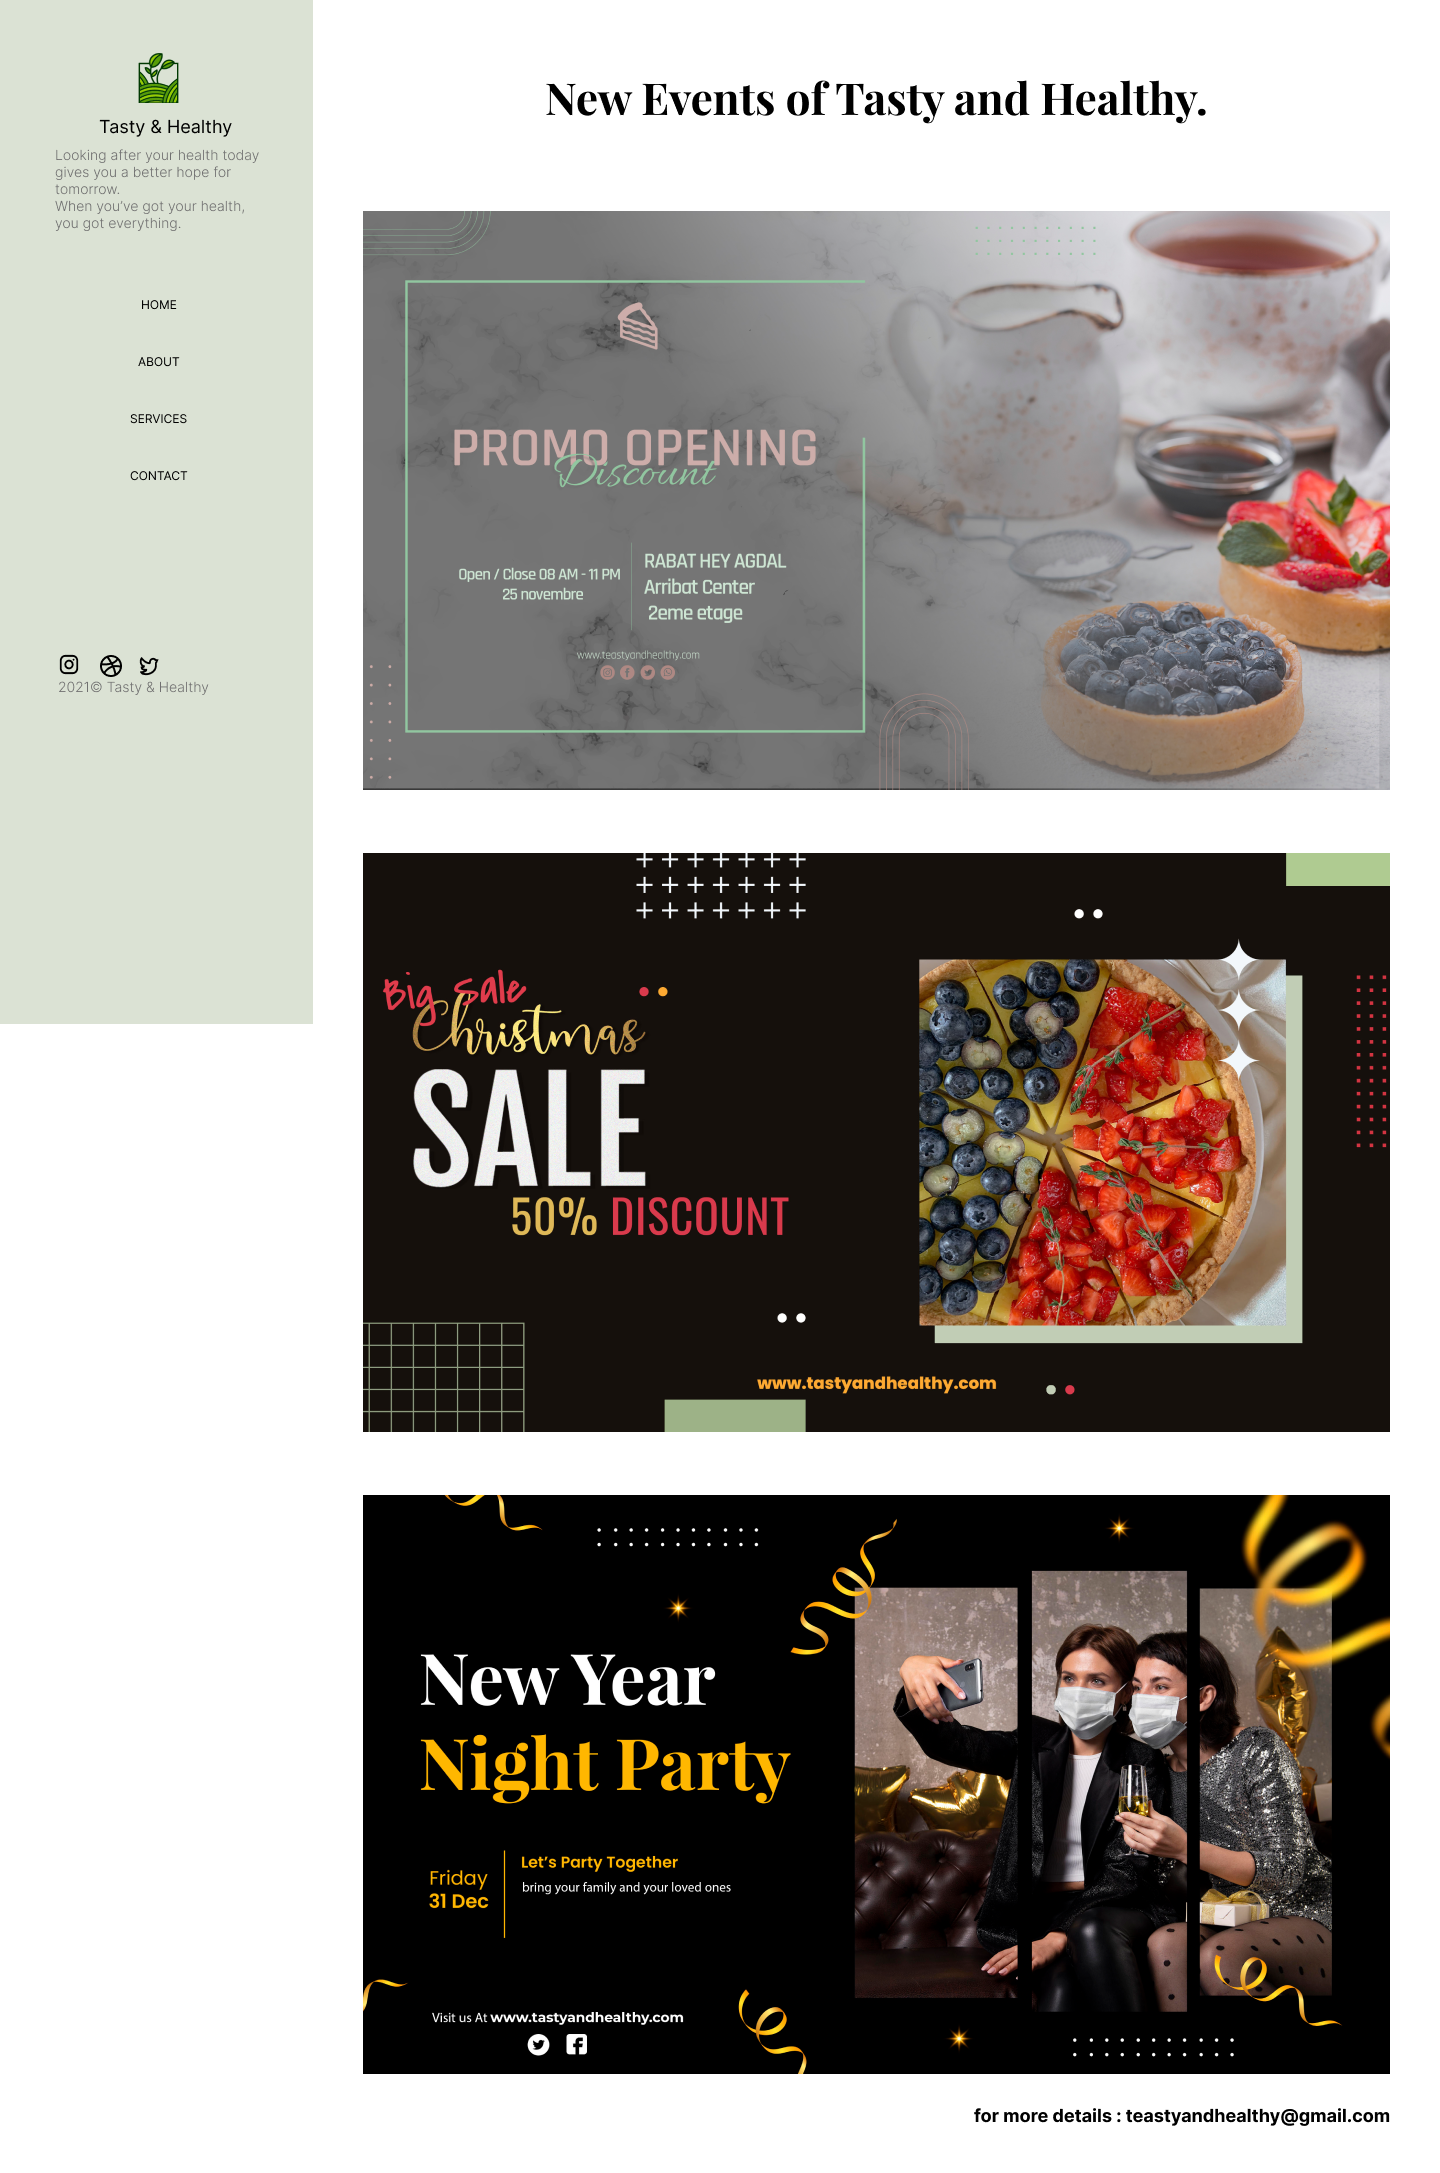 Tasty & Healthy
Looking after your health today
gives you a better hope for
tomorrow.
When you've got your health,
you got everything.
HOME
ABOUT
SERVICES
CONTACT
2021© Tasty & Healthy
New Events of Tasty and Healthy.
PROMO OPENING
Discount
Open / Close 08 AM - 11 PM
25 novembre
RABAT HEY AGDAL
Arribat Center
2eme etage
www.teastyandhealthy.com
Big Sale
Christmas
SALE
50% DISCOUNT
www.tastyandhealthy.com
New Year
Night Party
Friday
31 Dec
Let's Party Together
bring your family and your loved ones
Visit us At www.tastyandhealthy.com
for more details : teastyandhealthy@gmail.com